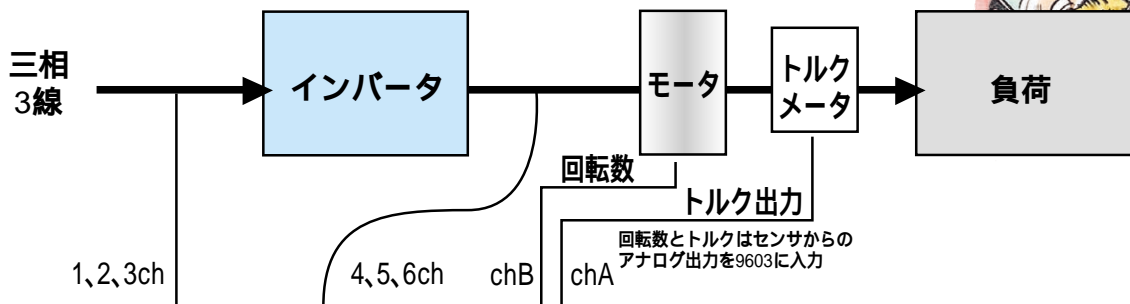 三相
3線
インバータ
モータ
トルク
メータ
負荷
回転数
トルク出力
回転数とトルクはセンサからの
アナログ出力を9603に入力
1、2、3ch
4、5、6ch
chB
chA